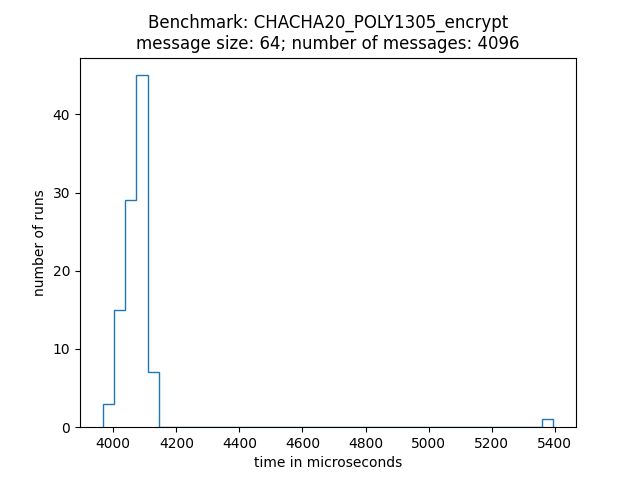 Benchmark: CHACHA20_POLY1305_encrypt
message size: 64; number of messages: 4096
number of runs
40
30
20
10
0
4000 4200 4400 4600 4800 5000 5200 5400
time in microseconds